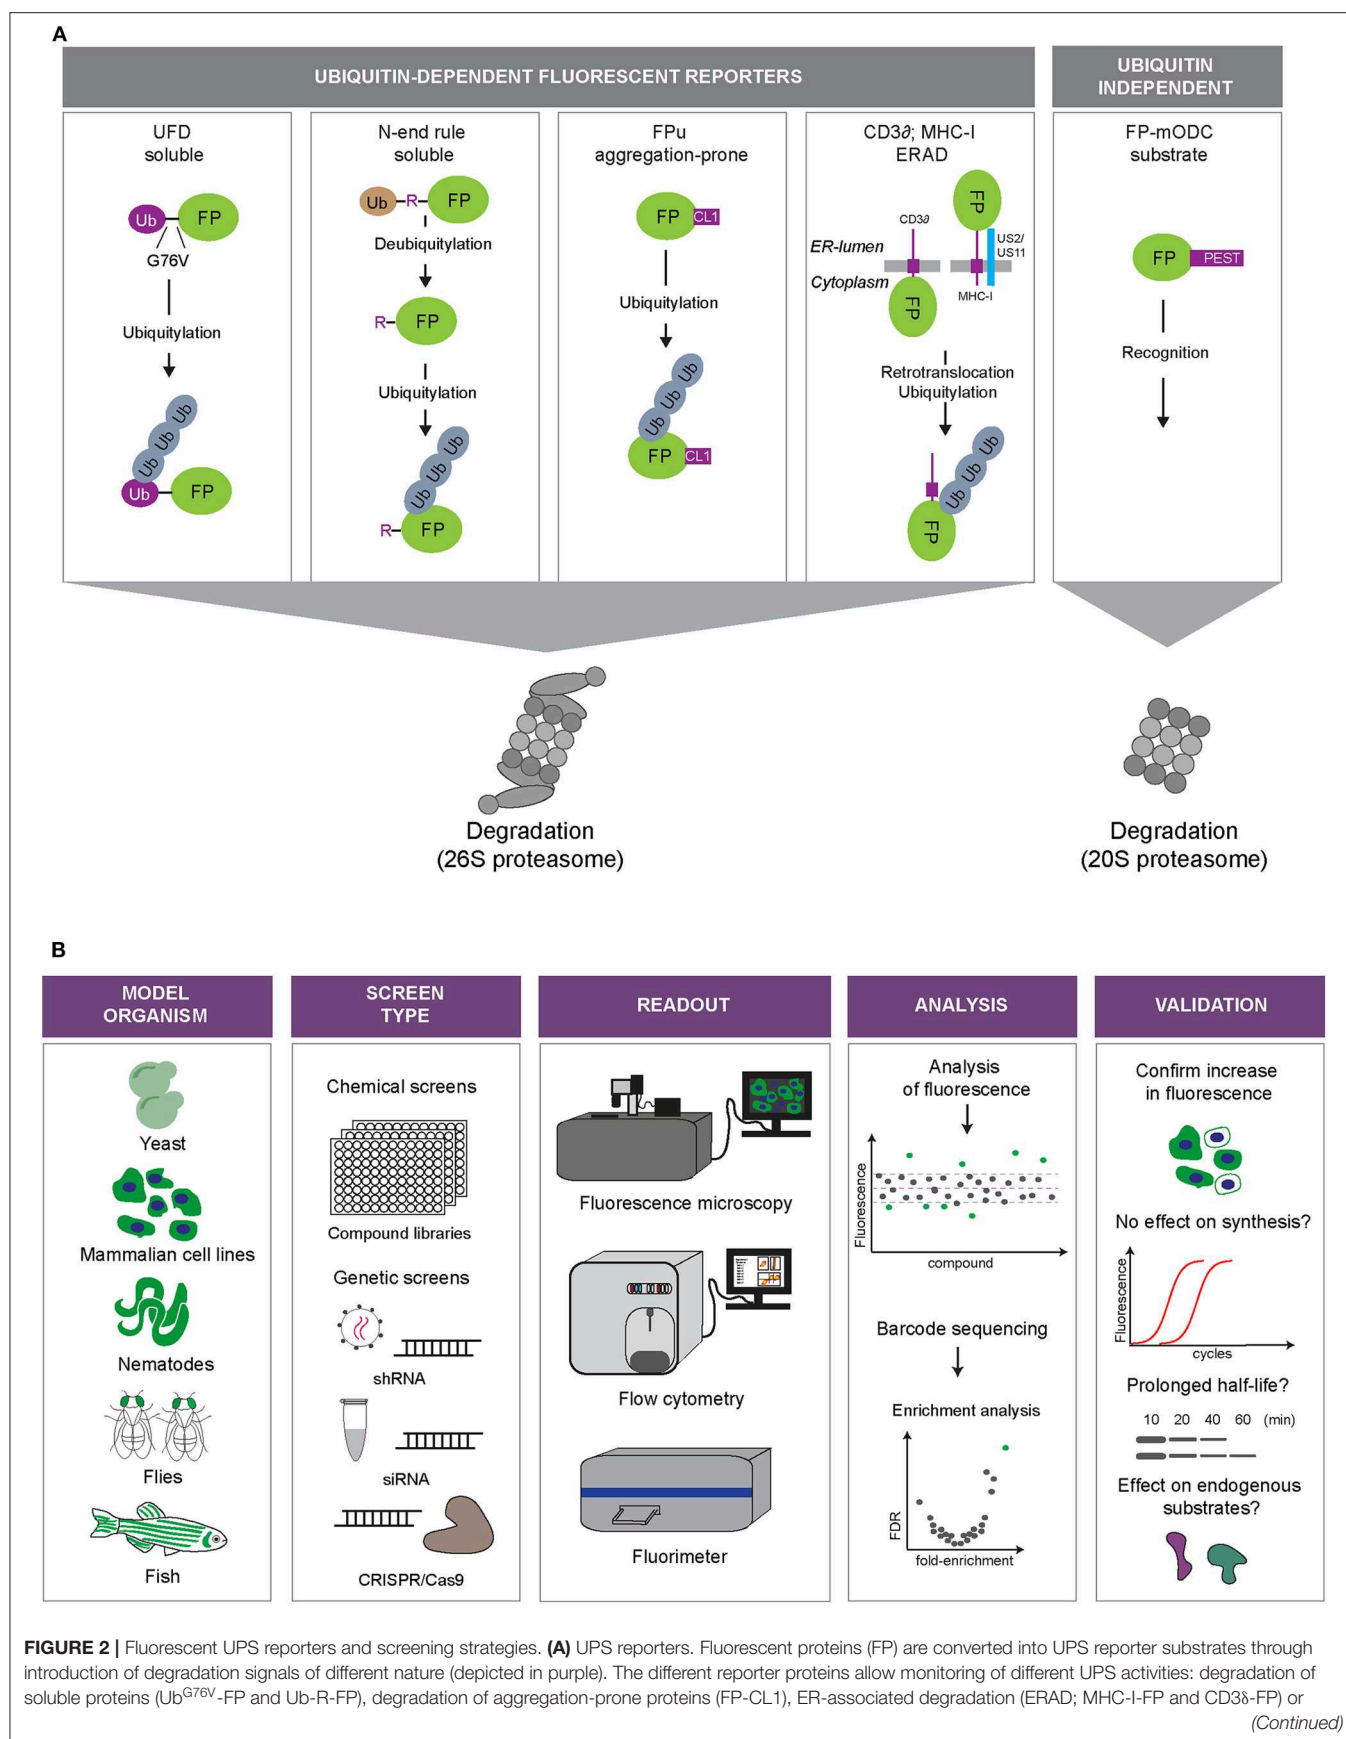 A
UBIQUITIN-DEPENDENT FLUORESCENT REPORTERS
UBIQUITIN
INDEPENDENT
UFD
soluble
Ub
FP
G76V
Ubiquitylation
Ub
Ub
Ub
Ub
FP
N-end rule
soluble
Ub
R
FP
Deubiquitylation
R
FP
Ubiquitylation
Ub
Ub
Ub
R
FP
FPu
aggregation-prone
FP
CL1
Ubiquitylation
Ub
Ub
Ub
FP
CL1
CD3∂; MHC-I
ERAD
FP
CD3∂
US2/
US11
ER-lumen
Cytoplasm
MHC-I
FP
Retrotranslocation
Ubiquitylation
Ub
Ub
Ub
FP
FP-mODC
substrate
FP
PEST
Recognition
Degradation
(26S proteasome)
Degradation
(20S proteasome)
B
MODEL
ORGANISM
Yeast
Mammalian cell lines
Nematodes
Flies
Fish
SCREEN
TYPE
Chemical screens
Compound libraries
Genetic screens
shRNA
siRNA
CRISPR/Cas9
READOUT
Fluorescence microscopy
Flow cytometry
Fluorimeter
ANALYSIS
Analysis
of fluorescence
Fluorescence
compound
Barcode sequencing
Enrichment analysis
FDR
fold-enrichment
VALIDATION
Confirm increase
in fluorescence
No effect on synthesis?
Fluorescence
cycles
Prolonged half-life?
10 20 40 60 (min)
Effect on endogenous
substrates?
FIGURE 2 | Fluorescent UPS reporters and screening strategies. (A) UPS reporters. Fluorescent proteins (FP) are converted into UPS reporter substrates through
introduction of degradation signals of different nature (depicted in purple). The different reporter proteins allow monitoring of different UPS activities: degradation of
soluble proteins (Ub^G76V-FP and Ub-R-FP), degradation of aggregation-prone proteins (FP-CL1), ER-associated degradation (ERAD; MHC-I-FP and CD3δ-FP) or
(Continued)